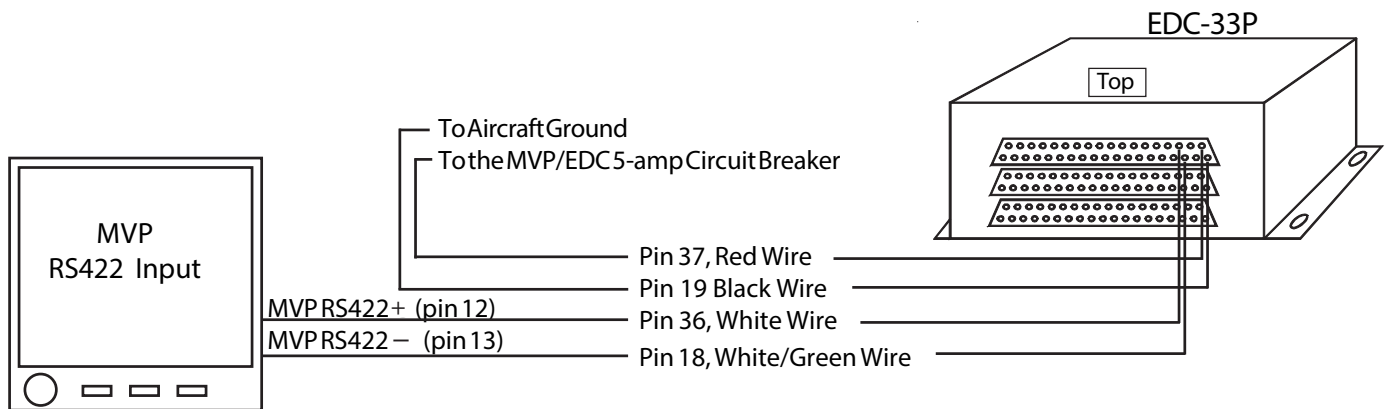 EDC-33P
Top
To Aircraft Ground
To the MVP/EDC 5-amp Circuit Breaker
MVP
RS422 Input
Pin 37, Red Wire
Pin 19 Black Wire
MVP RS422+ (pin 12)
Pin 36, White Wire
MVP RS422− (pin 13)
Pin 18, White/Green Wire